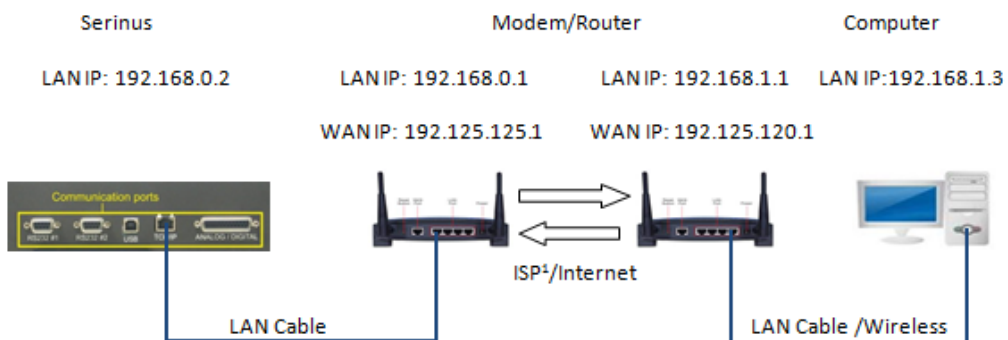 Serinus Modem/Router Computer
LAN IP: 192.168.0.2 LAN IP: 192.168.0.1 LAN IP: 192.168.1.1 LAN IP:192.168.1.3
WAN IP: 192.125.125.1 WAN IP: 192.125.120.1
Communication ports
RS232 #1 RS232 #2 USB TCP/IP ANALOG / DIGITAL
ISP¹/Internet
LAN Cable LAN Cable /Wireless